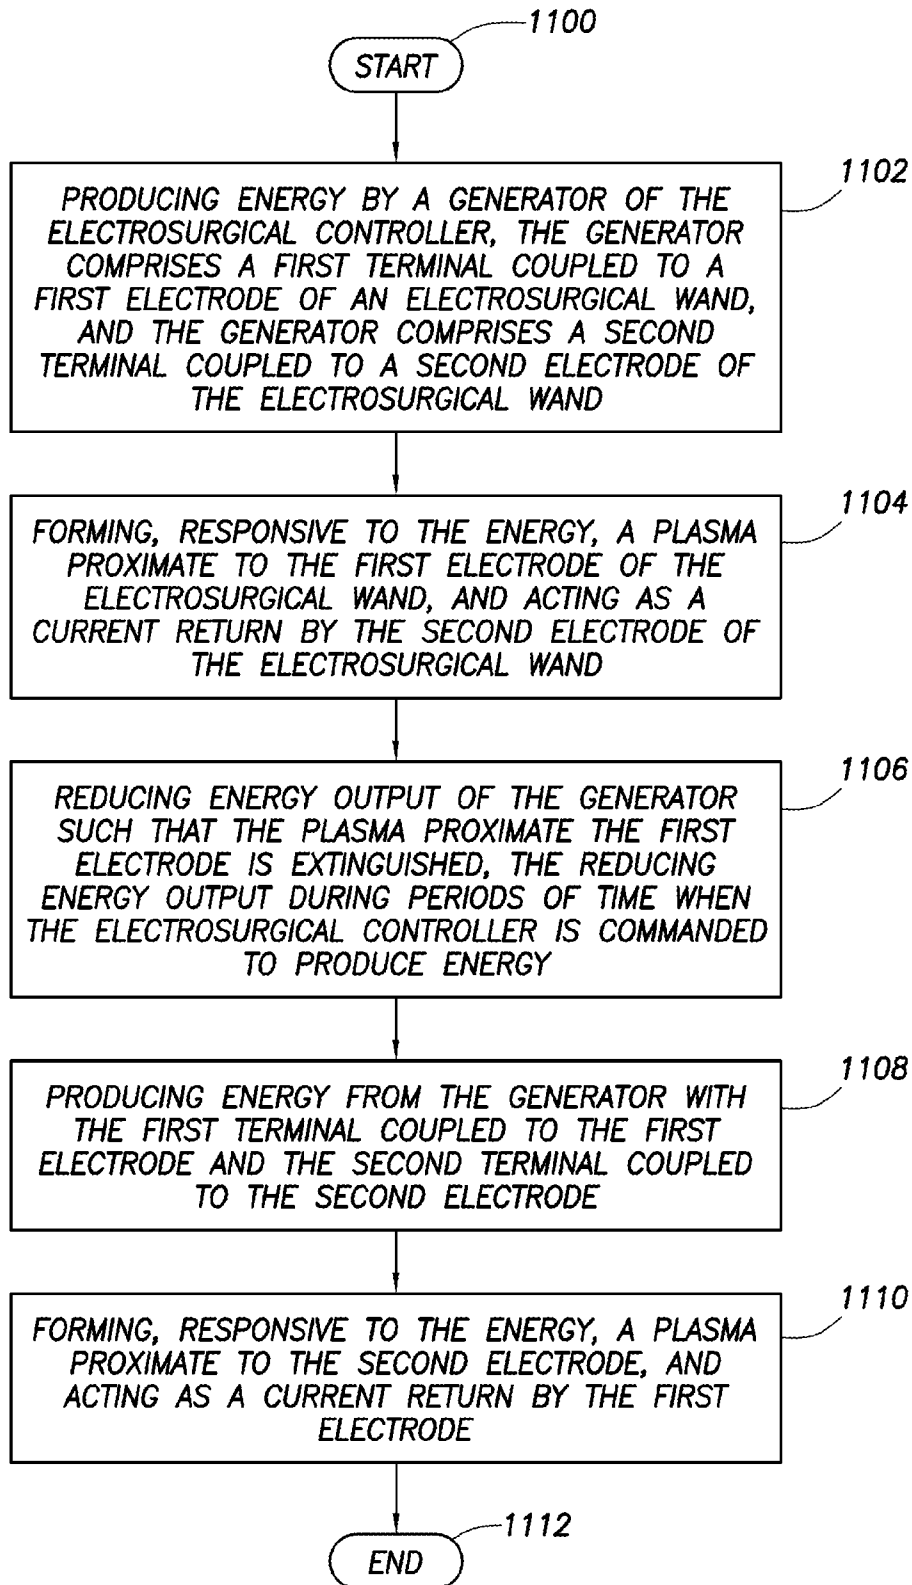 1100
START
1102
PRODUCING ENERGY BY A GENERATOR OF THE
ELECTROSURGICAL CONTROLLER, THE GENERATOR
COMPRISES A FIRST TERMINAL COUPLED TO A
FIRST ELECTRODE OF AN ELECTROSURGICAL WAND,
AND THE GENERATOR COMPRISES A SECOND
TERMINAL COUPLED TO A SECOND ELECTRODE OF
THE ELECTROSURGICAL WAND
1104
FORMING, RESPONSIVE TO THE ENERGY, A PLASMA
PROXIMATE TO THE FIRST ELECTRODE OF THE
ELECTROSURGICAL WAND, AND ACTING AS A
CURRENT RETURN BY THE SECOND ELECTRODE OF
THE ELECTROSURGICAL WAND
1106
REDUCING ENERGY OUTPUT OF THE GENERATOR
SUCH THAT THE PLASMA PROXIMATE THE FIRST
ELECTRODE IS EXTINGUISHED, THE REDUCING
ENERGY OUTPUT DURING PERIODS OF TIME WHEN
THE ELECTROSURGICAL CONTROLLER IS COMMANDED
TO PRODUCE ENERGY
1108
PRODUCING ENERGY FROM THE GENERATOR WITH
THE FIRST TERMINAL COUPLED TO THE FIRST
ELECTRODE AND THE SECOND TERMINAL COUPLED
TO THE SECOND ELECTRODE
1110
FORMING, RESPONSIVE TO THE ENERGY, A PLASMA
PROXIMATE TO THE SECOND ELECTRODE, AND
ACTING AS A CURRENT RETURN BY THE FIRST
ELECTRODE
1112
END